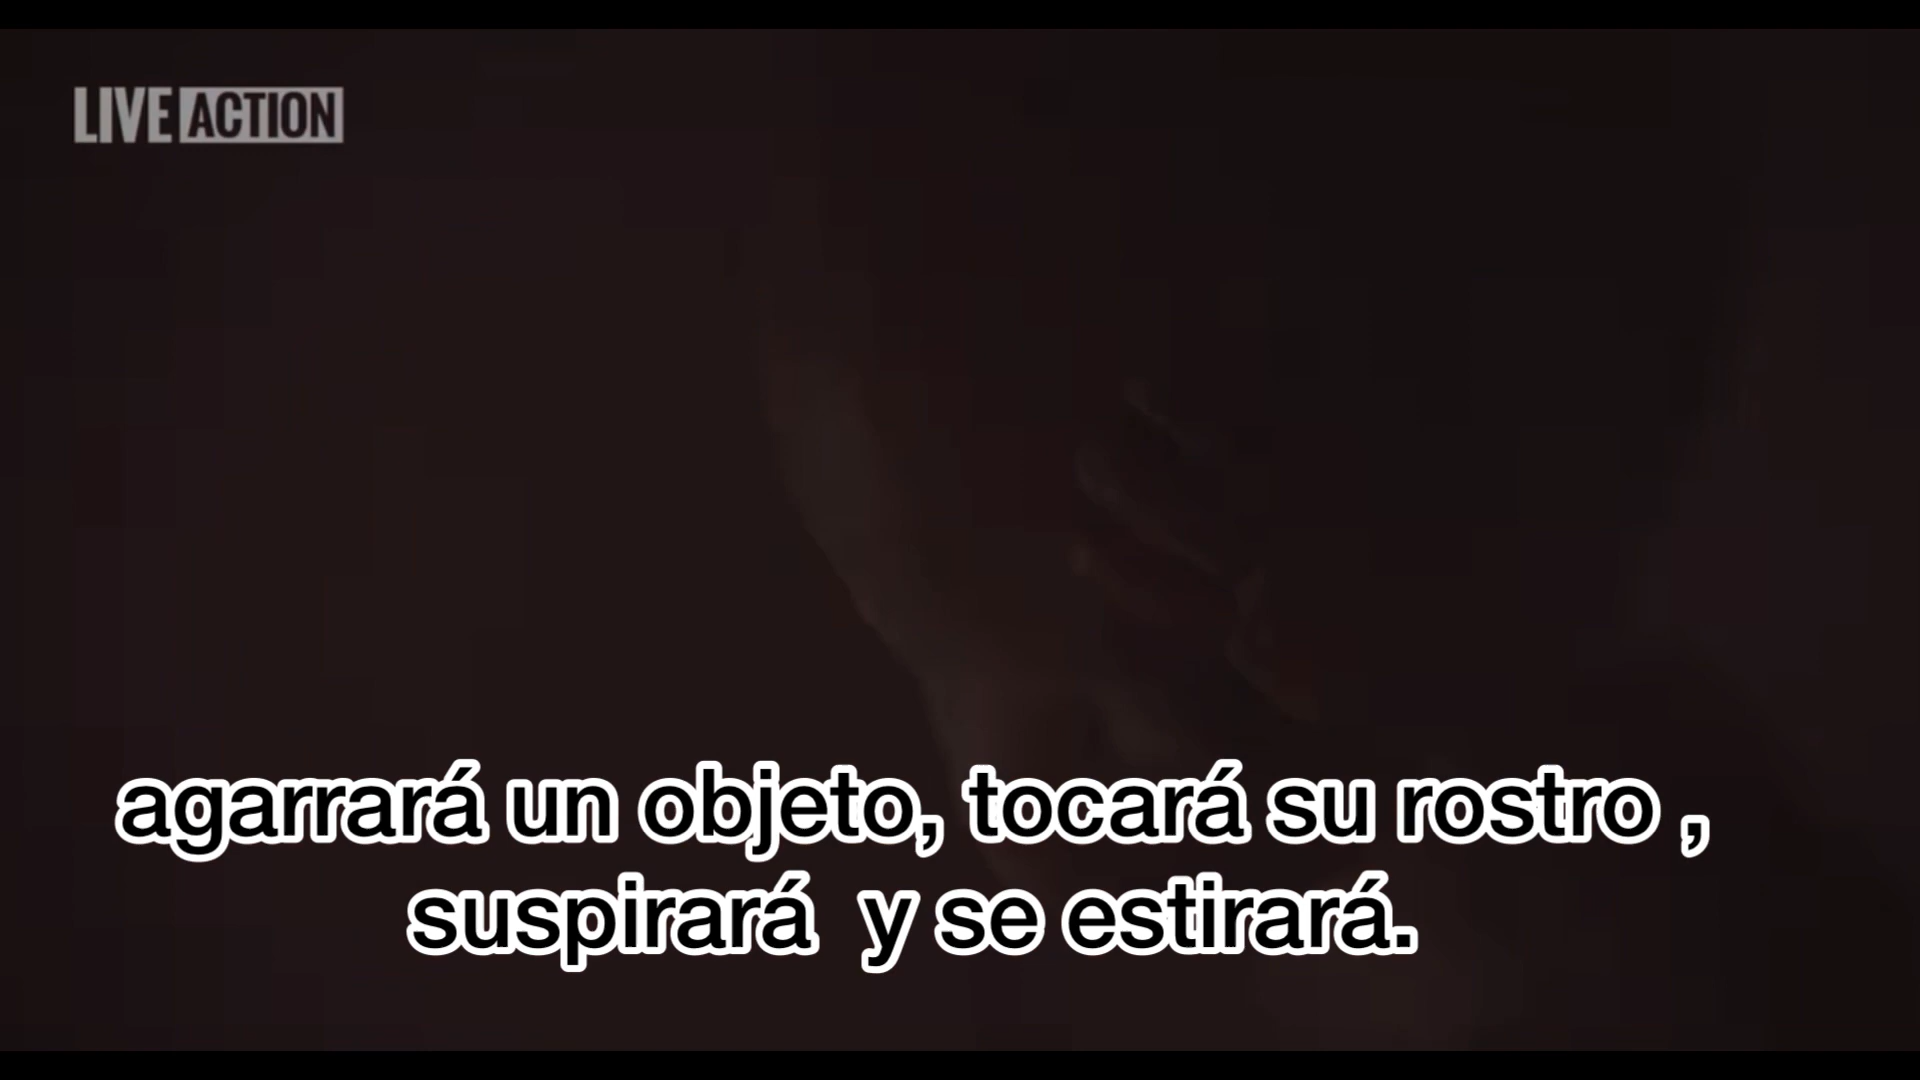 LIVE ACTION
agarrará un objeto, tocará su rostro ,
suspirará  y se estirará.